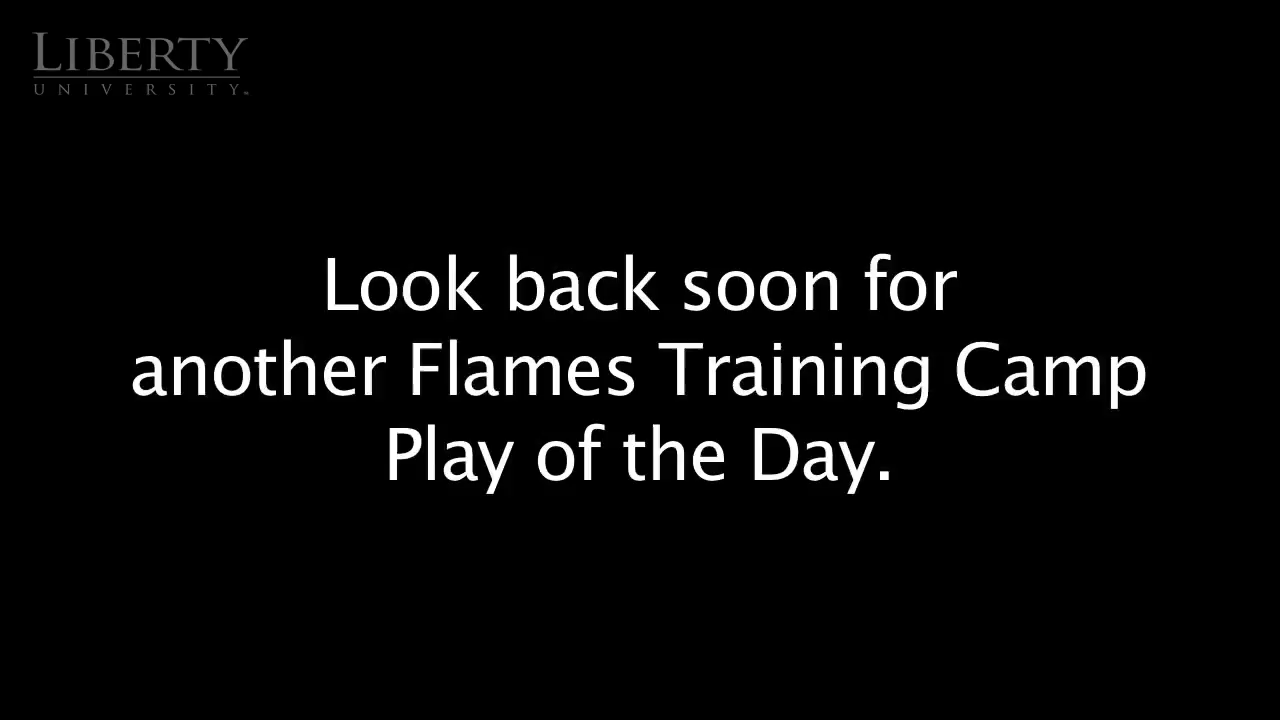 LIBERTY
UNIVERSITY
Look back soon for
another Flames Training Camp
Play of the Day.